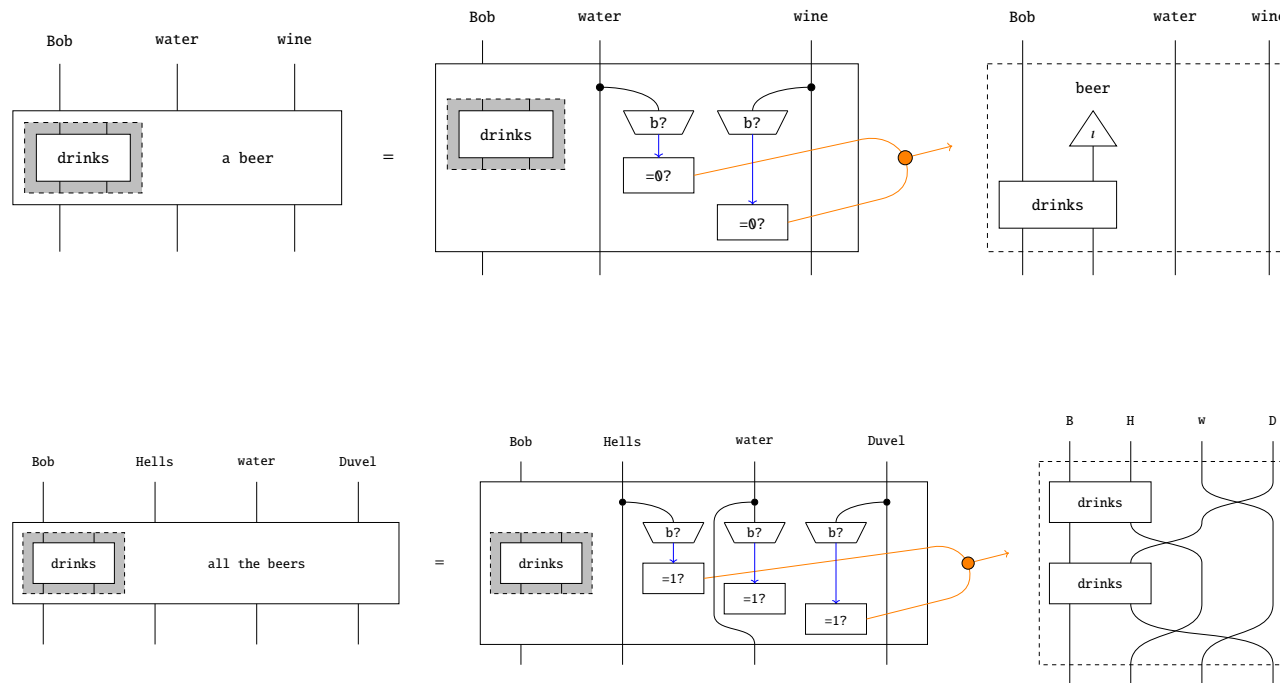 Bob water wine
drinks a beer
=
Bob water wine
drinks b? b?
=0?
=0?
Bob water wine
beer
ι
drinks
Bob Hells water Duvel
drinks all the beers
=
Bob Hells water Duvel
b? b? b?
drinks
=1?
=1?
=1?
B H w D
drinks
drinks